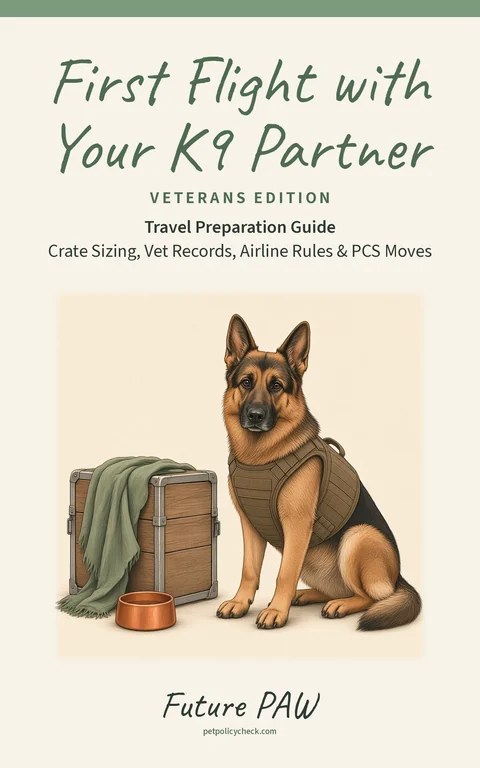 First Flight with
Your K9 Partner
VETERANS EDITION
Travel Preparation Guide
Crate Sizing, Vet Records, Airline Rules & PCS Moves
Future PAW
petpolicycheck.com